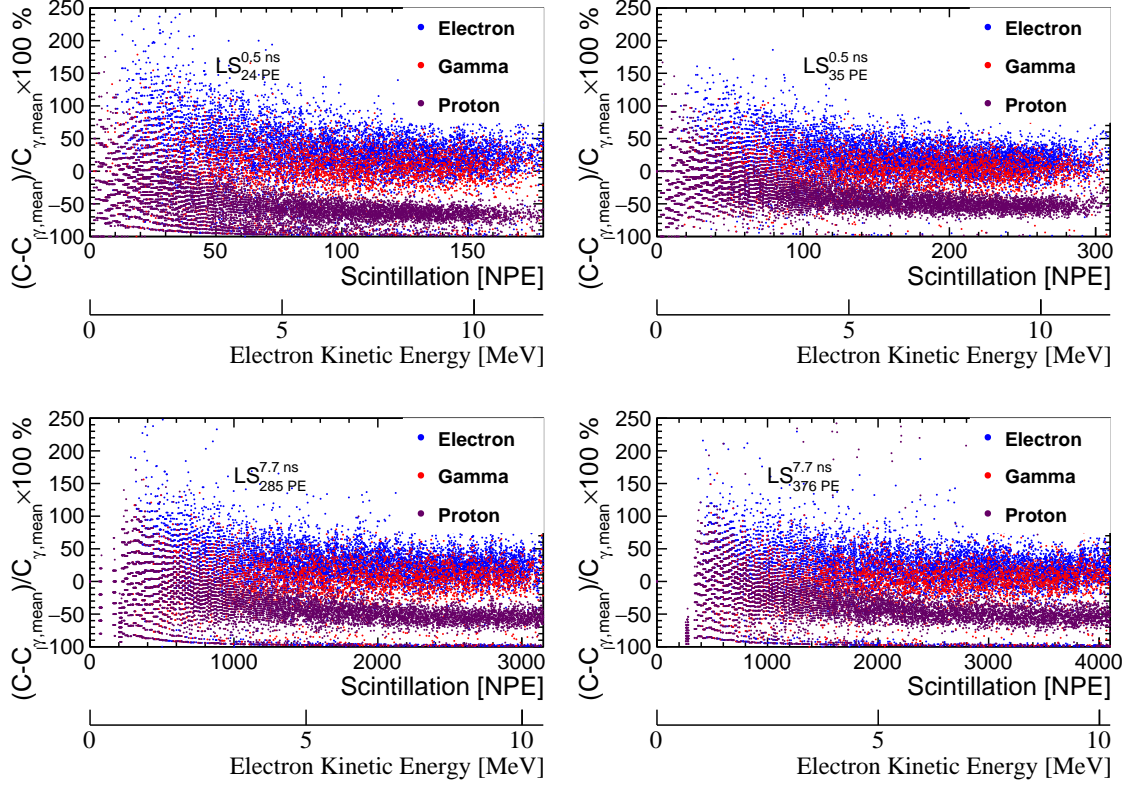 250
200
150
100
50
0
−50
−100
(C-C_{γ,mean})/C_{γ,mean}×100 %
LS^{0.5 ns}_{24 PE}
Electron
Gamma
Proton
0 50 100 150
Scintillation [NPE]
0 5 10
Electron Kinetic Energy [MeV]
250
200
150
100
50
0
−50
−100
(C-C_{γ,mean})/C_{γ,mean}×100 %
LS^{0.5 ns}_{35 PE}
Electron
Gamma
Proton
0 100 200 300
Scintillation [NPE]
0 5 10
Electron Kinetic Energy [MeV]
250
200
150
100
50
0
−50
−100
(C-C_{γ,mean})/C_{γ,mean}×100 %
LS^{7.7 ns}_{285 PE}
Electron
Gamma
Proton
0 1000 2000 3000
Scintillation [NPE]
0 5 10
Electron Kinetic Energy [MeV]
250
200
150
100
50
0
−50
−100
(C-C_{γ,mean})/C_{γ,mean}×100 %
LS^{7.7 ns}_{376 PE}
Electron
Gamma
Proton
0 1000 2000 3000 4000
Scintillation [NPE]
0 5 10
Electron Kinetic Energy [MeV]